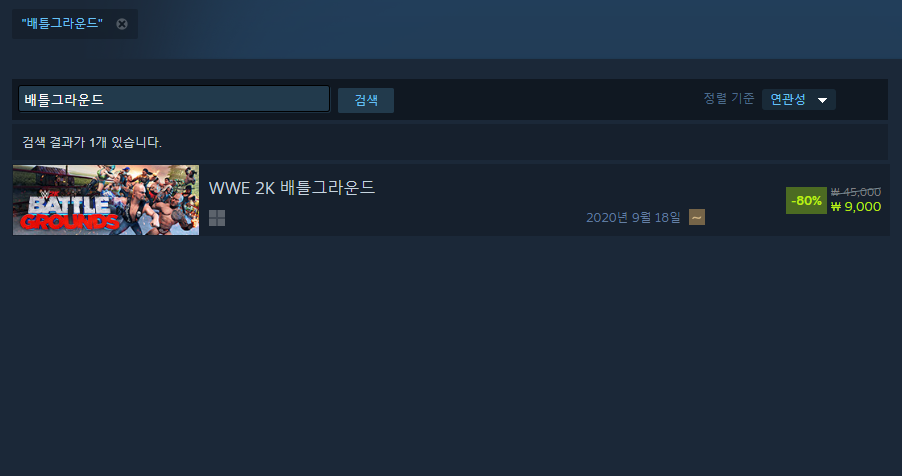 "배틀그라운드"
배틀그라운드
검색
정렬 기준
연관성
검색 결과가 1개 있습니다.
W2K
BATTLE
GROUNDS
WWE 2K 배틀그라운드
2020년 9월 18일
-80%
₩ 45,000
₩ 9,000